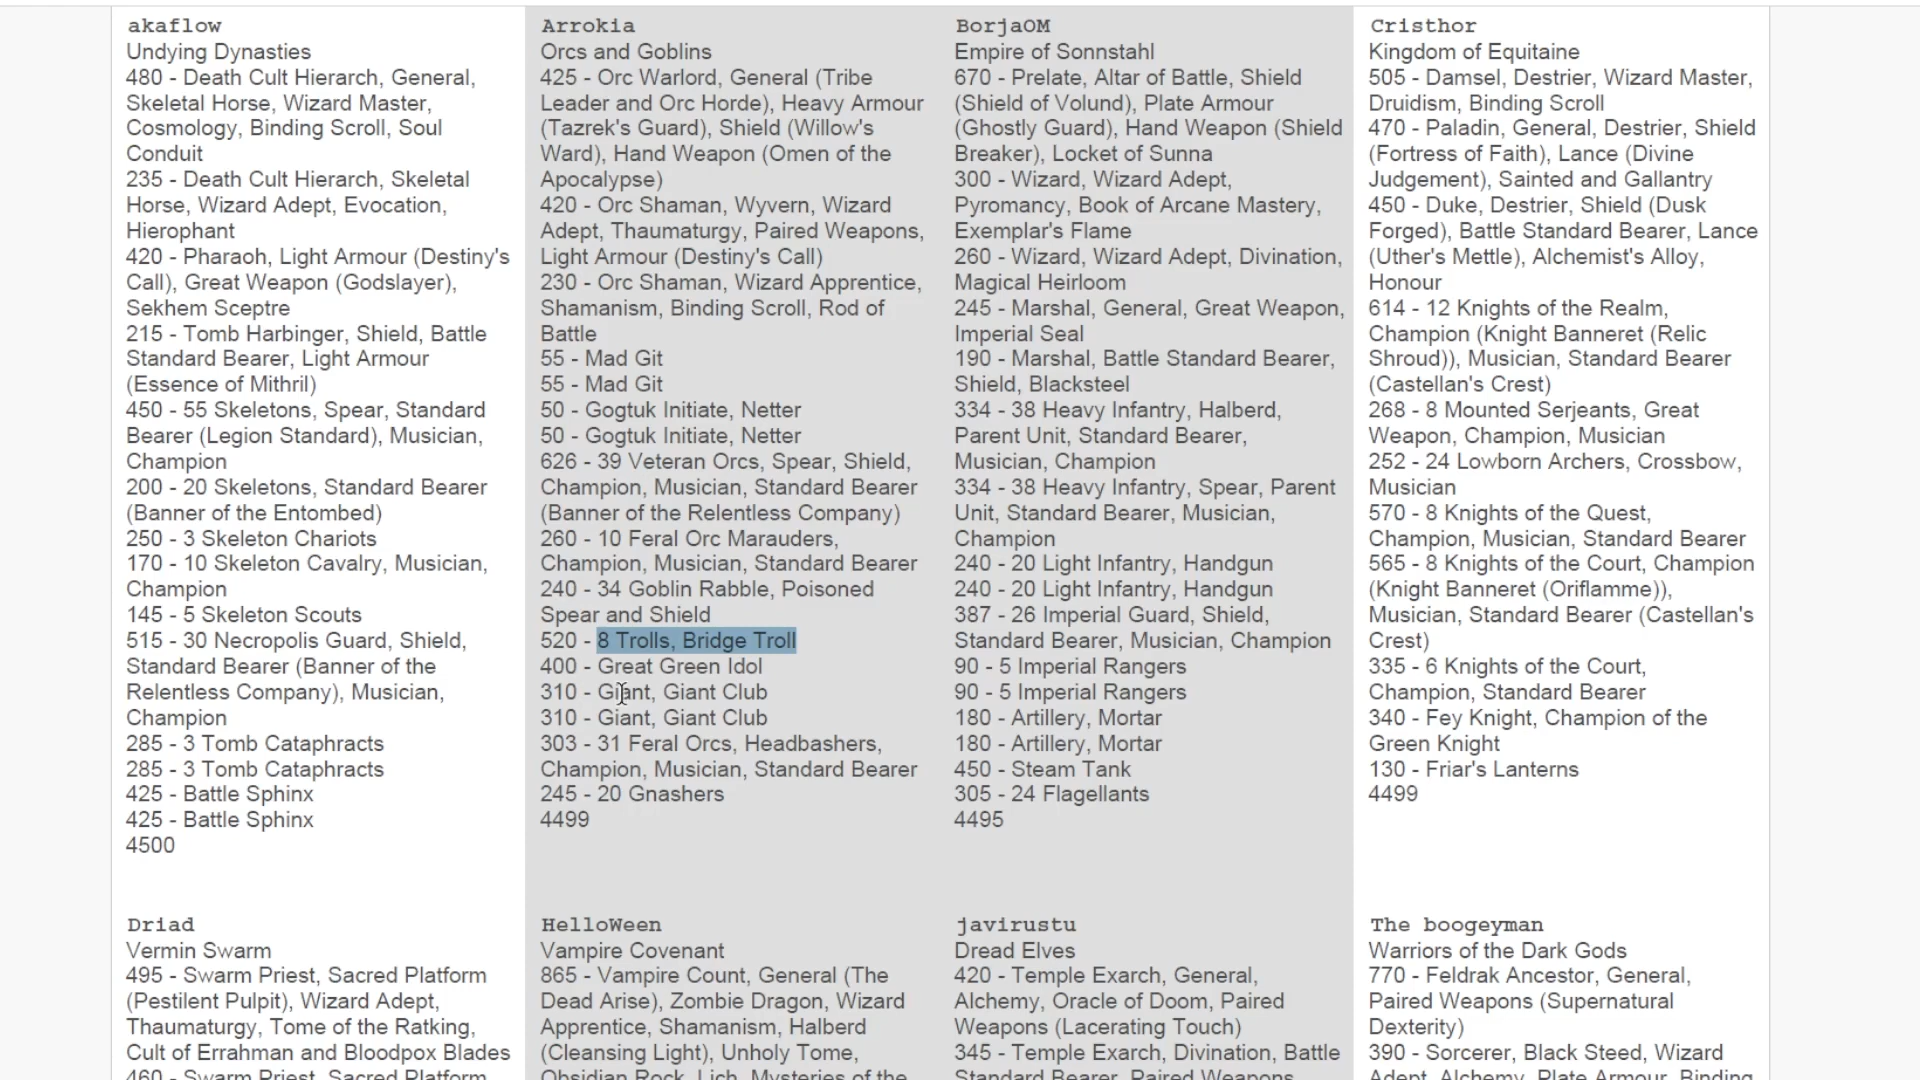 akaflow
Undying Dynasties
480 - Death Cult Hierarch, General,
Skeletal Horse, Wizard Master,
Cosmology, Binding Scroll, Soul
Conduit
235 - Death Cult Hierarch, Skeletal
Horse, Wizard Adept, Evocation,
Hierophant
420 - Pharaoh, Light Armour (Destiny's
Call), Great Weapon (Godslayer),
Sekhem Sceptre
215 - Tomb Harbinger, Shield, Battle
Standard Bearer, Light Armour
(Essence of Mithril)
450 - 55 Skeletons, Spear, Standard
Bearer (Legion Standard), Musician,
Champion
200 - 20 Skeletons, Standard Bearer
(Banner of the Entombed)
250 - 3 Skeleton Chariots
170 - 10 Skeleton Cavalry, Musician,
Champion
145 - 5 Skeleton Scouts
515 - 30 Necropolis Guard, Shield,
Standard Bearer (Banner of the
Relentless Company), Musician,
Champion
285 - 3 Tomb Cataphracts
285 - 3 Tomb Cataphracts
425 - Battle Sphinx
425 - Battle Sphinx
4500
Arrokia
Orcs and Goblins
425 - Orc Warlord, General (Tribe
Leader and Orc Horde), Heavy Armour
(Tazrek's Guard), Shield (Willow's
Ward), Hand Weapon (Omen of the
Apocalypse)
420 - Orc Shaman, Wyvern, Wizard
Adept, Thaumaturgy, Paired Weapons,
Light Armour (Destiny's Call)
230 - Orc Shaman, Wizard Apprentice,
Shamanism, Binding Scroll, Rod of
Battle
55 - Mad Git
55 - Mad Git
50 - Gogtuk Initiate, Netter
50 - Gogtuk Initiate, Netter
626 - 39 Veteran Orcs, Spear, Shield,
Champion, Musician, Standard Bearer
(Banner of the Relentless Company)
260 - 10 Feral Orc Marauders,
Champion, Musician, Standard Bearer
240 - 34 Goblin Rabble, Poisoned
Spear and Shield
520 - 8 Trolls, Bridge Troll
400 - Great Green Idol
310 - Giant, Giant Club
310 - Giant, Giant Club
303 - 31 Feral Orcs, Headbashers,
Champion, Musician, Standard Bearer
245 - 20 Gnashers
4499
BorjaOM
Empire of Sonnstahl
670 - Prelate, Altar of Battle, Shield
(Shield of Volund), Plate Armour
(Ghostly Guard), Hand Weapon (Shield
Breaker), Locket of Sunna
300 - Wizard, Wizard Adept,
Pyromancy, Book of Arcane Mastery,
Exemplar's Flame
260 - Wizard, Wizard Adept, Divination,
Magical Heirloom
245 - Marshal, General, Great Weapon,
Imperial Seal
190 - Marshal, Battle Standard Bearer,
Shield, Blacksteel
334 - 38 Heavy Infantry, Halberd,
Parent Unit, Standard Bearer,
Musician, Champion
334 - 38 Heavy Infantry, Spear, Parent
Unit, Standard Bearer, Musician,
Champion
240 - 20 Light Infantry, Handgun
240 - 20 Light Infantry, Handgun
387 - 26 Imperial Guard, Shield,
Standard Bearer, Musician, Champion
90 - 5 Imperial Rangers
90 - 5 Imperial Rangers
180 - Artillery, Mortar
180 - Artillery, Mortar
450 - Steam Tank
305 - 24 Flagellants
4495
Cristhor
Kingdom of Equitaine
505 - Damsel, Destrier, Wizard Master,
Druidism, Binding Scroll
470 - Paladin, General, Destrier, Shield
(Fortress of Faith), Lance (Divine
Judgement), Sainted and Gallantry
450 - Duke, Destrier, Shield (Dusk
Forged), Battle Standard Bearer, Lance
(Uther's Mettle), Alchemist's Alloy,
Honour
614 - 12 Knights of the Realm,
Champion (Knight Banneret (Relic
Shroud)), Musician, Standard Bearer
(Castellan's Crest)
268 - 8 Mounted Serjeants, Great
Weapon, Champion, Musician
252 - 24 Lowborn Archers, Crossbow,
Musician
570 - 8 Knights of the Quest,
Champion, Musician, Standard Bearer
565 - 8 Knights of the Court, Champion
(Knight Banneret (Oriflamme)),
Musician, Standard Bearer (Castellan's
Crest)
335 - 6 Knights of the Court,
Champion, Standard Bearer
340 - Fey Knight, Champion of the
Green Knight
130 - Friar's Lanterns
4499
Driad
Vermin Swarm
495 - Swarm Priest, Sacred Platform
(Pestilent Pulpit), Wizard Adept,
Thaumaturgy, Tome of the Ratking,
Cult of Errahman and Bloodpox Blades
460 - Swarm Priest, Sacred Platform
HelloWeen
Vampire Covenant
865 - Vampire Count, General (The
Dead Arise), Zombie Dragon, Wizard
Apprentice, Shamanism, Halberd
(Cleansing Light), Unholy Tome,
Obsidian Rock, Lich, Mysteries of the
javirustu
Dread Elves
420 - Temple Exarch, General,
Alchemy, Oracle of Doom, Paired
Weapons (Lacerating Touch)
345 - Temple Exarch, Divination, Battle
Standard Bearer, Paired Weapons
The boogeyman
Warriors of the Dark Gods
770 - Feldrak Ancestor, General,
Paired Weapons (Supernatural
Dexterity)
390 - Sorcerer, Black Steed, Wizard
Adept, Alchemy, Plate Armour, Binding